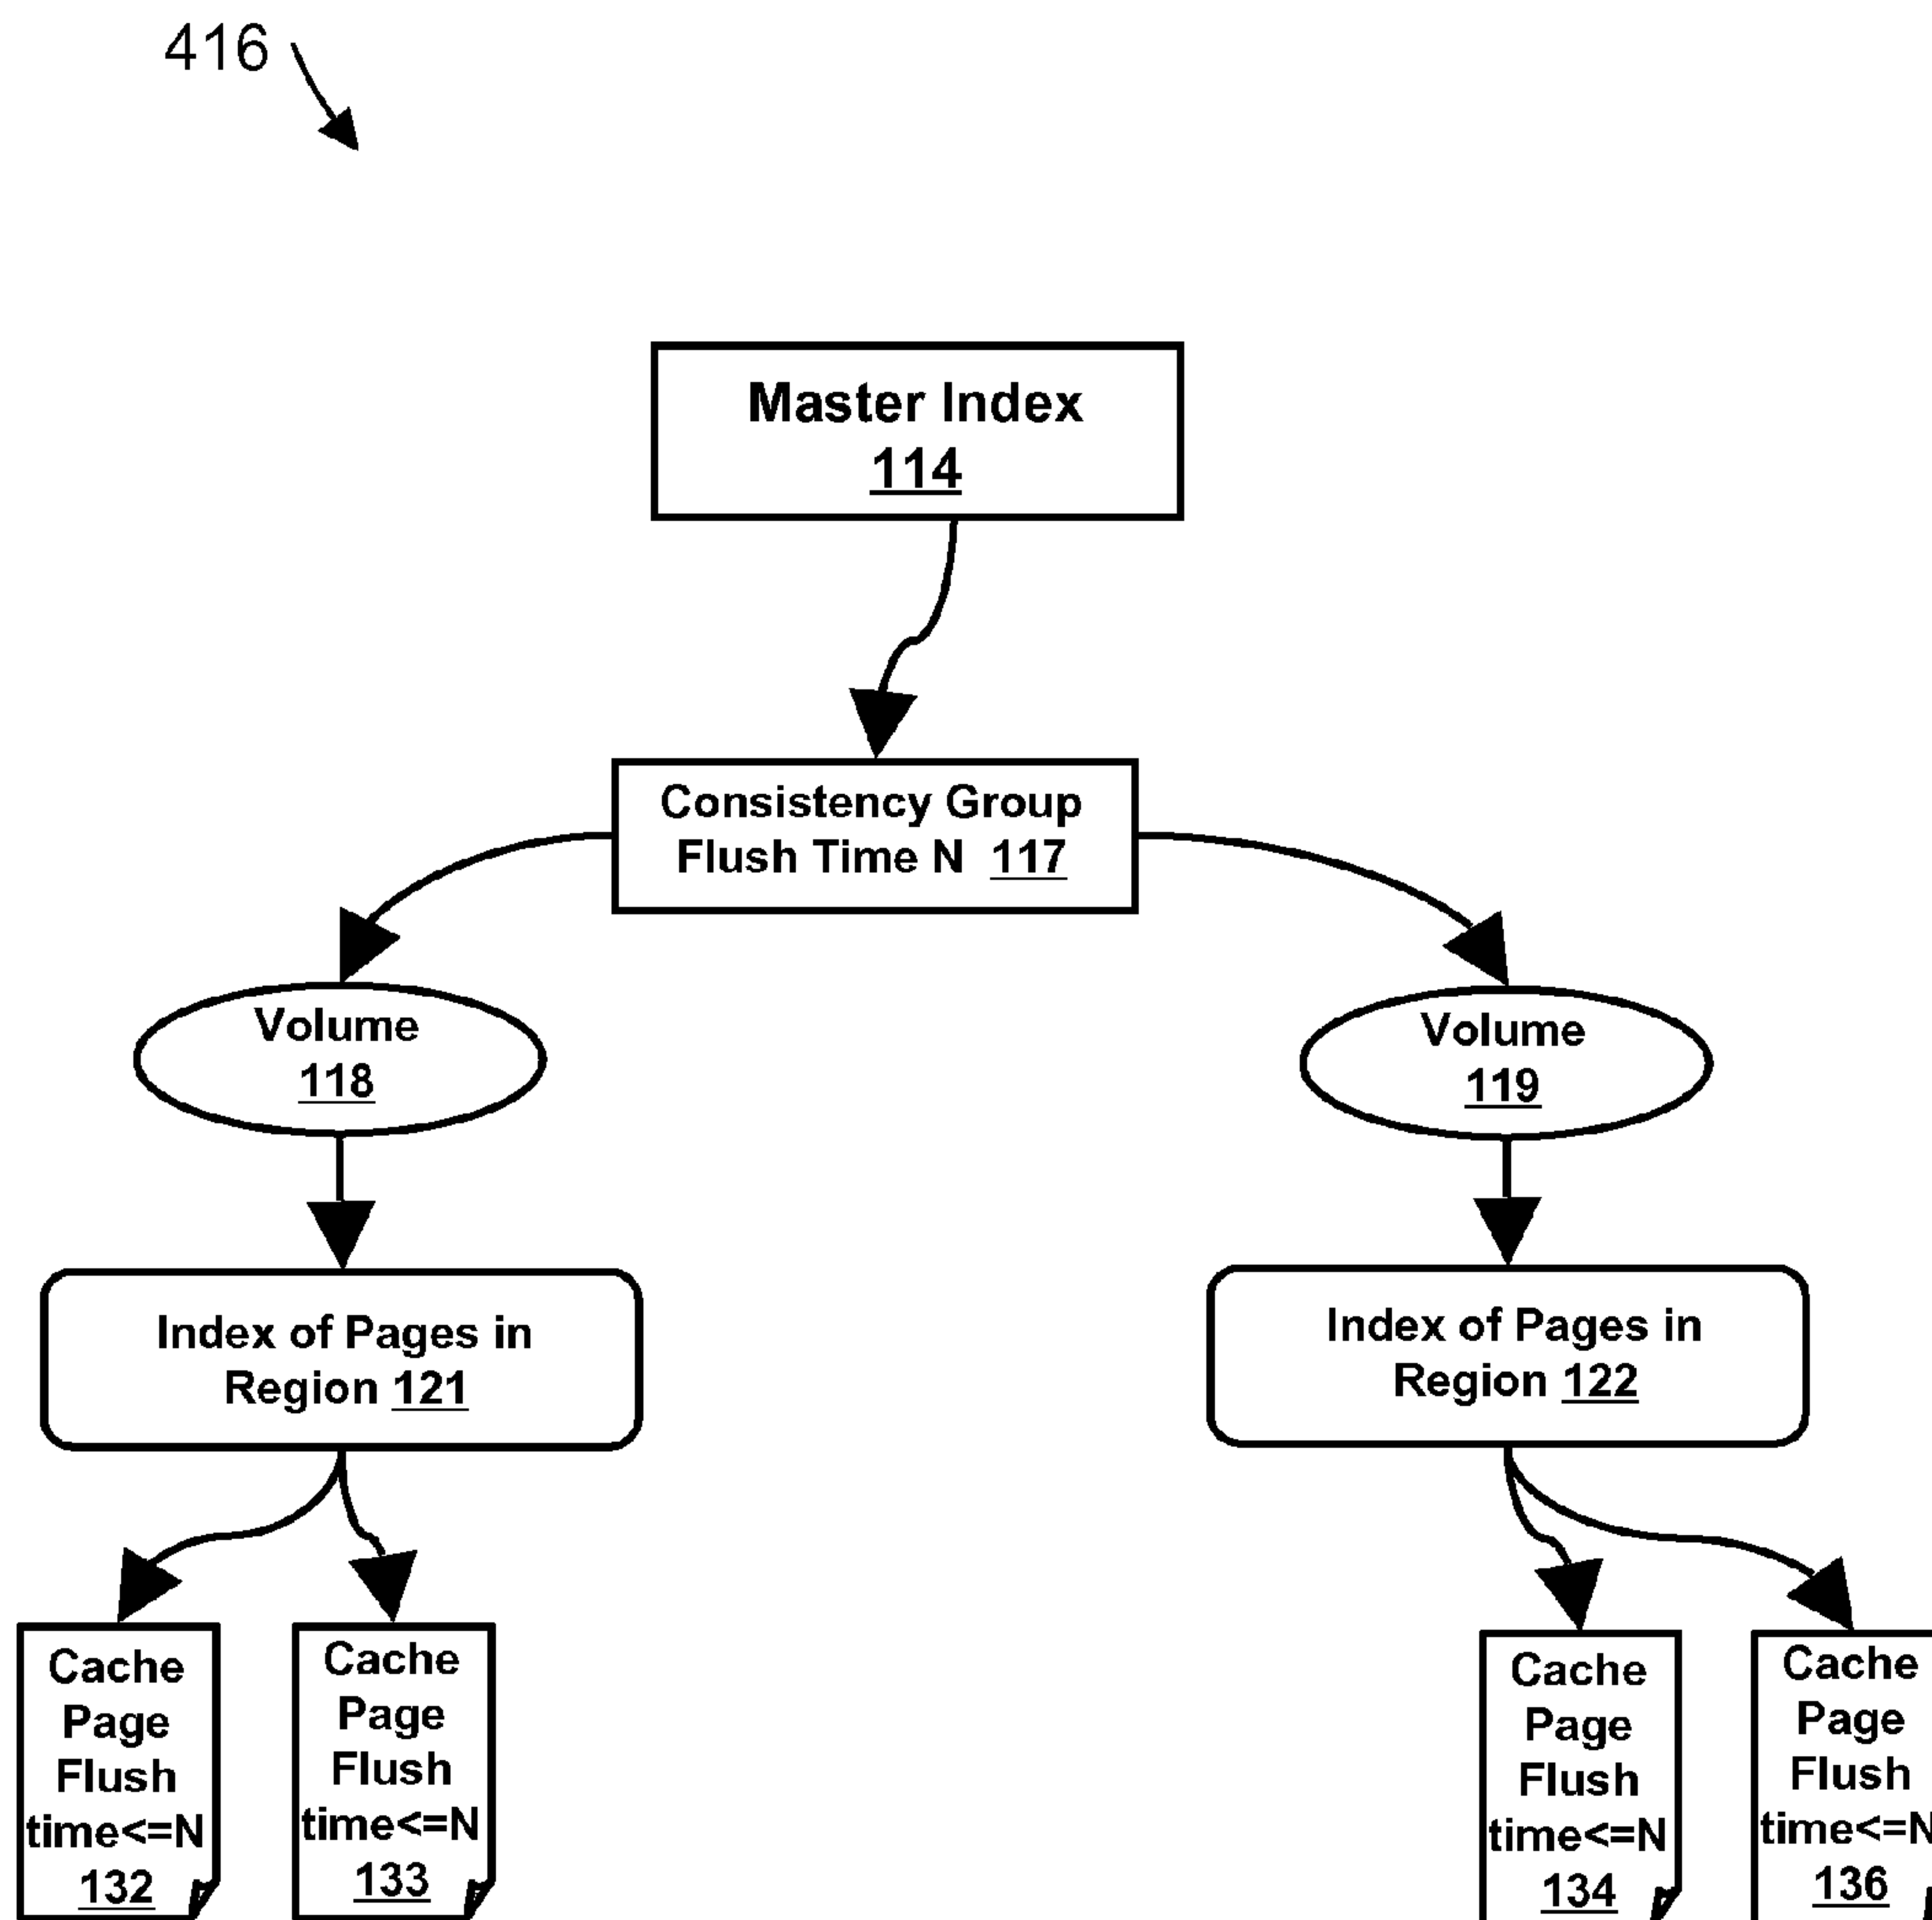 416
Master Index
114
Consistency Group
Flush Time N 117
Volume
118
Volume
119
Index of Pages in
Region 121
Index of Pages in
Region 122
Cache
Page
Flush
time<=N
132
Cache
Page
Flush
time<=N
133
Cache
Page
Flush
time<=N
134
Cache
Page
Flush
time<=N
136